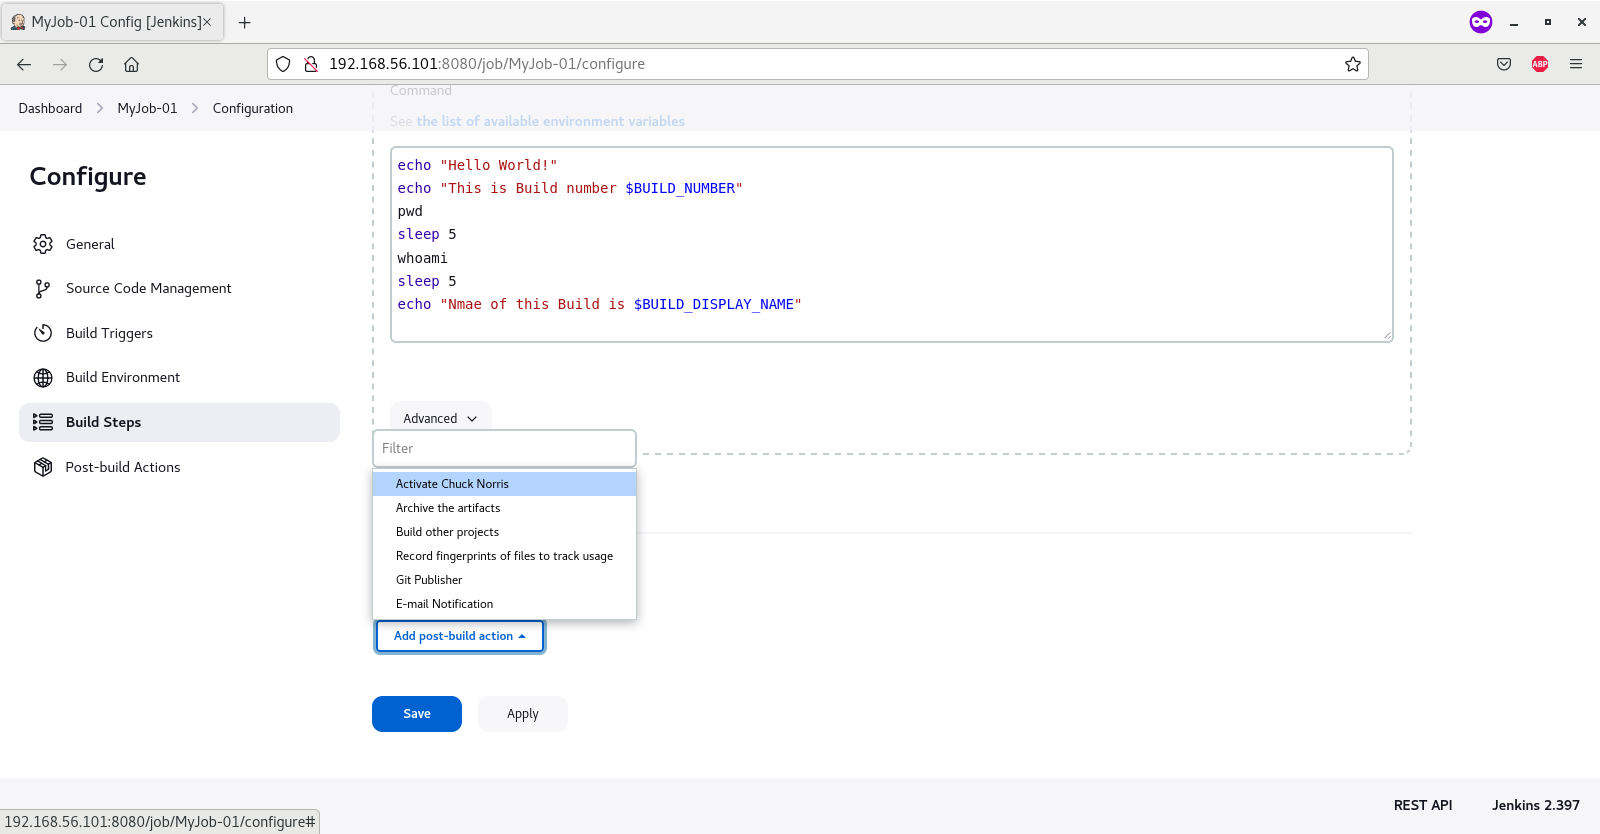 MyJob-01 Config [Jenkins]
192.168.56.101:8080/job/MyJob-01/configure
ABP
Dashboard
MyJob-01
Configuration
Configure
General
Source Code Management
Build Triggers
Build Environment
Build Steps
Post-build Actions
Command
See the list of available environment variables
echo "Hello World!"
echo "This is Build number $BUILD_NUMBER"
pwd
sleep 5
whoami
sleep 5
echo "Nmae of this Build is $BUILD_DISPLAY_NAME"
Advanced
Filter
Activate Chuck Norris
Archive the artifacts
Build other projects
Record fingerprints of files to track usage
Git Publisher
E-mail Notification
Add post-build action
Save
Apply
REST API
Jenkins 2.397
192.168.56.101:8080/job/MyJob-01/configure#